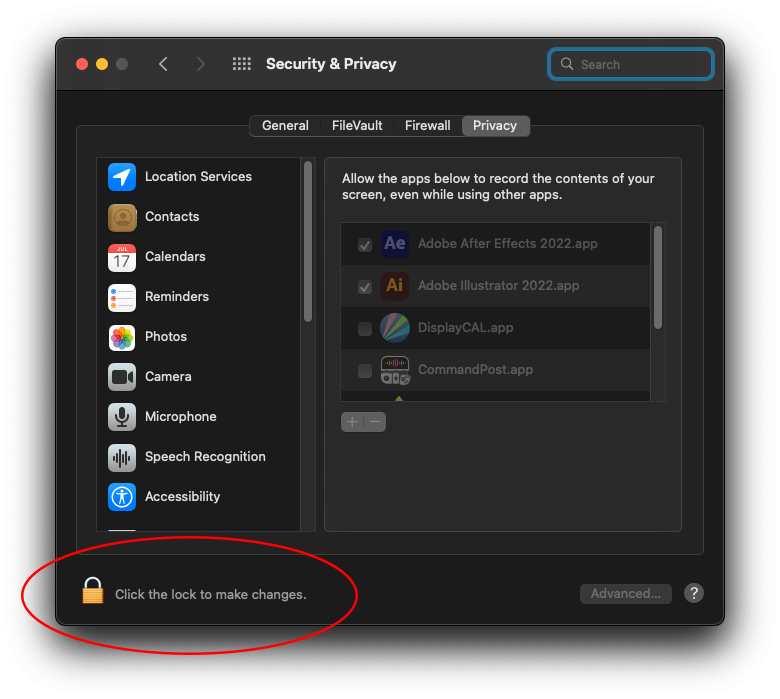 Security & Privacy
Search
General
FileVault
Firewall
Privacy
Location Services
Contacts
JUL
17
Calendars
Reminders
Photos
Camera
Microphone
Speech Recognition
Accessibility
Allow the apps below to record the contents of your
screen, even while using other apps.
Ae
Adobe After Effects 2022.app
Ai
Adobe Illustrator 2022.app
DisplayCAL.app
CommandPost.app
Click the lock to make changes.
Advanced...
?